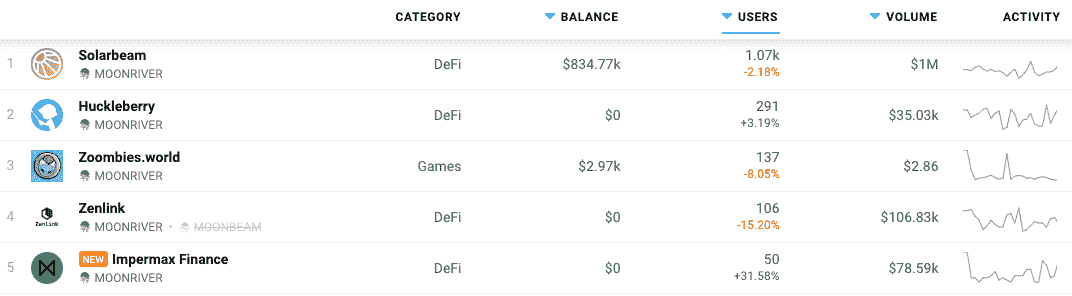 CATEGORY BALANCE USERS VOLUME ACTIVITY
1 Solarbeam DeFi $834.77k 1.07k $1M
MOONRIVER -2.18%
2 Huckleberry DeFi $0 291 $35.03k
MOONRIVER +3.19%
3 Zoombies.world Games $2.97k 137 $2.86
MOONRIVER -8.05%
4 Zenlink Zenlink DeFi $0 106 $106.83k
MOONRIVER • MOONBEAM -15.20%
5 NEW Impermax Finance DeFi $0 50 $78.59k
MOONRIVER +31.58%